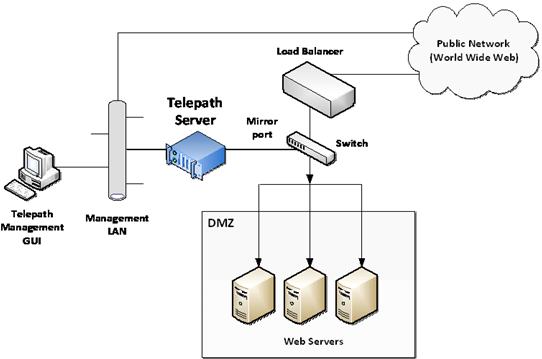 Public Network
(World Wide Web)
Load Balancer
Telepath
Server
Mirror
port
Switch
Telepath
Management
GUI
Management
LAN
DMZ
Web Servers